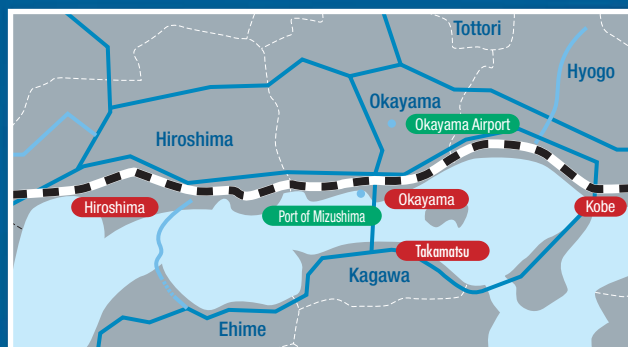 Tottori
Hyogo
Okayama
Okayama Airport
Hiroshima
Hiroshima
Okayama
Port of Mizushima
Kobe
Takamatsu
Kagawa
Ehime